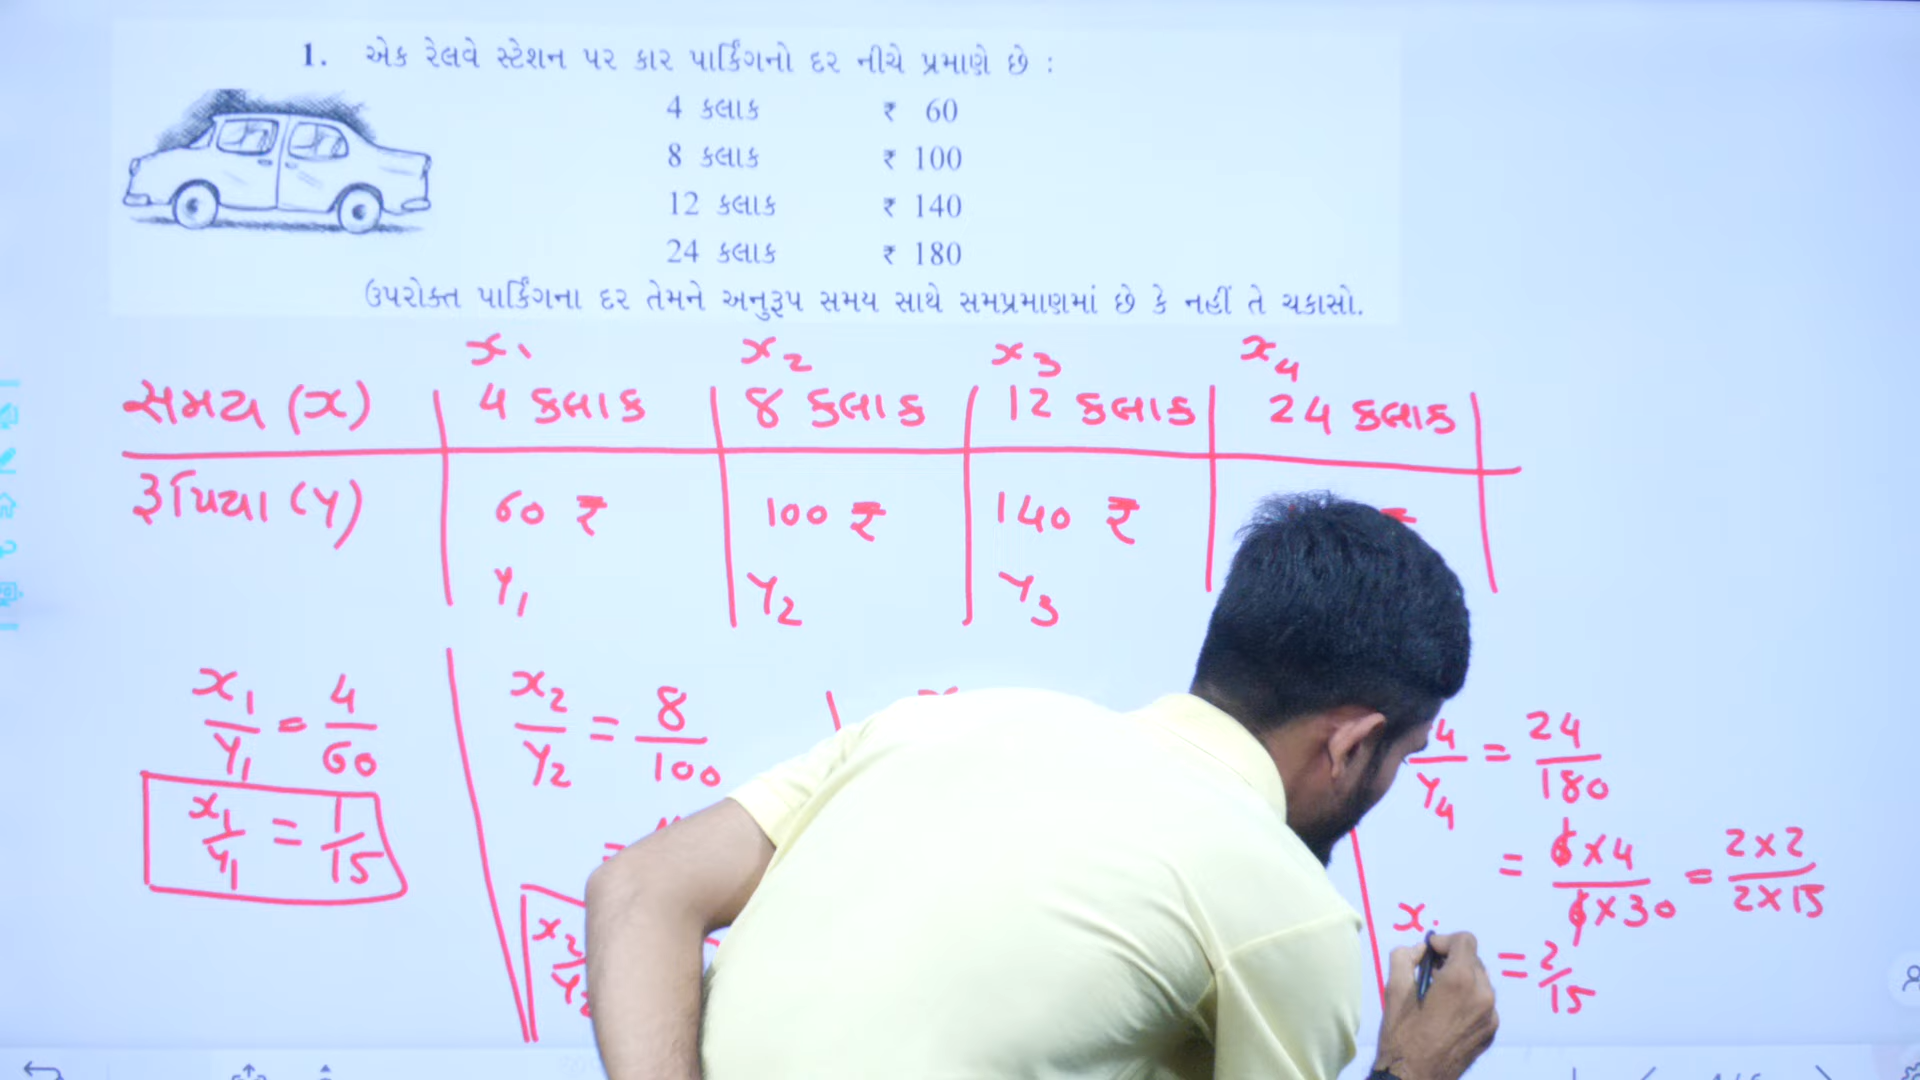 1. એક રેલવે સ્ટેશન પર કાર પાર્કિંગનો દર નીચે પ્રમાણે છે :
4 કલાક ₹ 60
8 કલાક ₹ 100
12 કલાક ₹ 140
24 કલાક ₹ 180
ઉપરોક્ત પાર્કિંગના દર તેમને અનુરૂપ સમય સાથે સમપ્રમાણમાં છે કે નહીં તે ચકાસો.
x₁ x₂ x₃ x₄
સમય (x) 4 કલાક 8 કલાક 12 કલાક 24 કલાક
રૂપિયા (y) 60 ₹ 100 ₹ 140 ₹
y₁ y₂ y₃
x₁/y₁ = 4/60
x₁/y₁ = 1/15
x₂/y₂ = 8/100
x₂
4/y₄ = 24/180
= 6×4/6×30 = 2×2/2×15
= 2/15